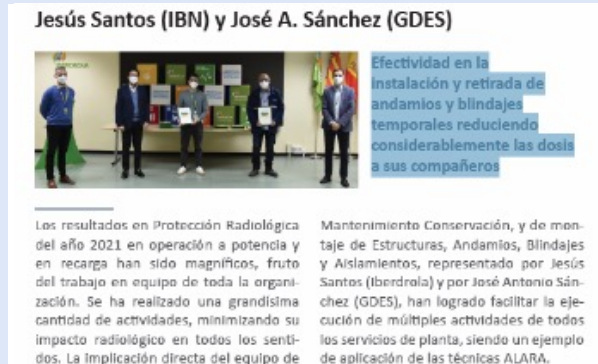 Jesús Santos (IBN) y José A. Sánchez (GDES)
IBERDROLA
Efectividad en la
instalación y retirada de
andamios y blindajes
temporales reduciendo
considerablemente las dosis
a sus compañeros
Los resultados en Protección Radiológica
del año 2021 en operación a potencia y
en recarga han sido magníficos, fruto
del trabajo en equipo de toda la organi-
zación. Se ha realizado una grandísima
cantidad de actividades, minimizando su
impacto radiológico en todos los senti-
dos. La implicación directa del equipo de
Mantenimiento Conservación, y de mon-
taje de Estructuras, Andamios, Blindajes
y Aislamientos, representado por Jesús
Santos (Iberdrola) y por José Antonio Sán-
chez (GDES), han logrado facilitar la eje-
cución de múltiples actividades de todos
los servicios de planta, siendo un ejemplo
de aplicación de las técnicas ALARA.